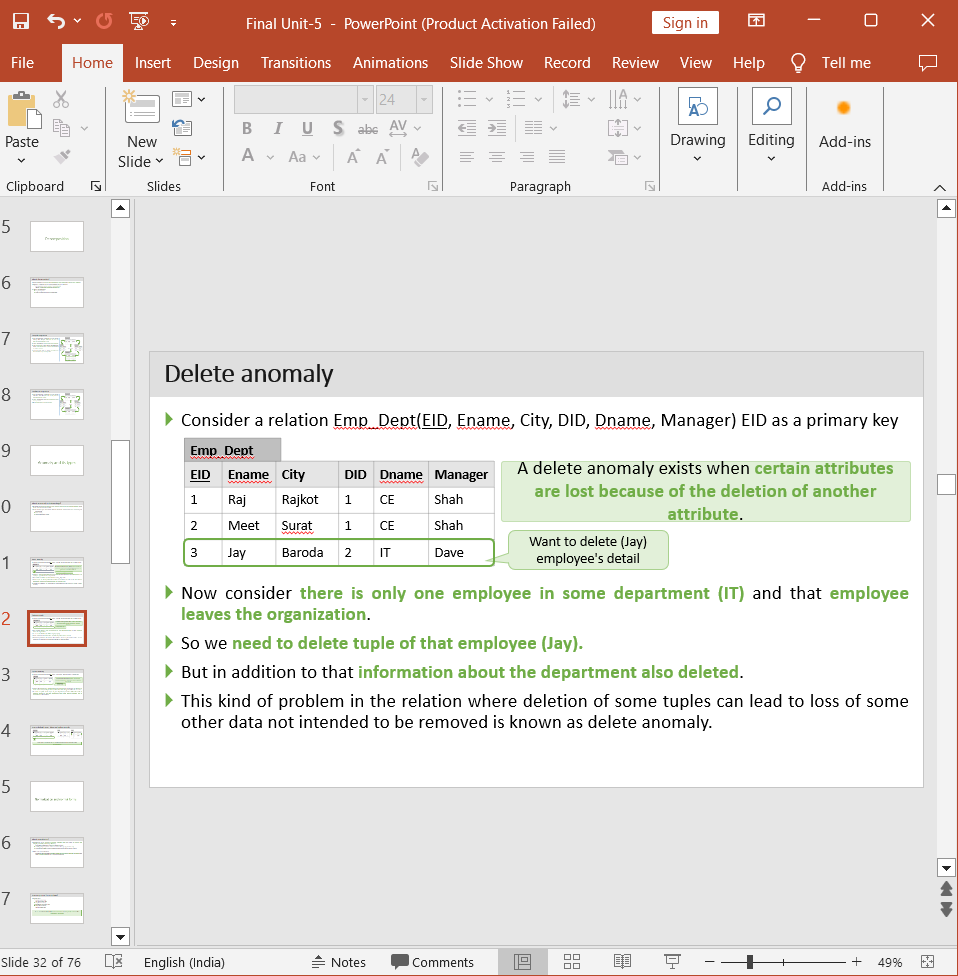 Final Unit-5 - PowerPoint (Product Activation Failed)
Sign in
File Home Insert Design Transitions Animations Slide Show Record Review View Help Tell me
Paste
New
Slide
24
B I U S abc AV
A Aa A A A
Drawing
Editing
Add-ins
Clipboard
Slides
Font
Paragraph
Add-ins
5
6
7
8
9
0
1
2
3
4
5
6
7
Delete anomaly
Consider a relation Emp_Dept(EID, Ename, City, DID, Dname, Manager) EID as a primary key
Emp_Dept
EID Ename City DID Dname Manager
1 Raj Rajkot 1 CE Shah
2 Meet Surat 1 CE Shah
3 Jay Baroda 2 IT Dave
A delete anomaly exists when certain attributes
are lost because of the deletion of another
attribute.
Want to delete (Jay)
employee's detail
Now consider there is only one employee in some department (IT) and that employee
leaves the organization.
So we need to delete tuple of that employee (Jay).
But in addition to that information about the department also deleted.
This kind of problem in the relation where deletion of some tuples can lead to loss of some
other data not intended to be removed is known as delete anomaly.
Slide 32 of 76
English (India)
Notes
Comments
49%